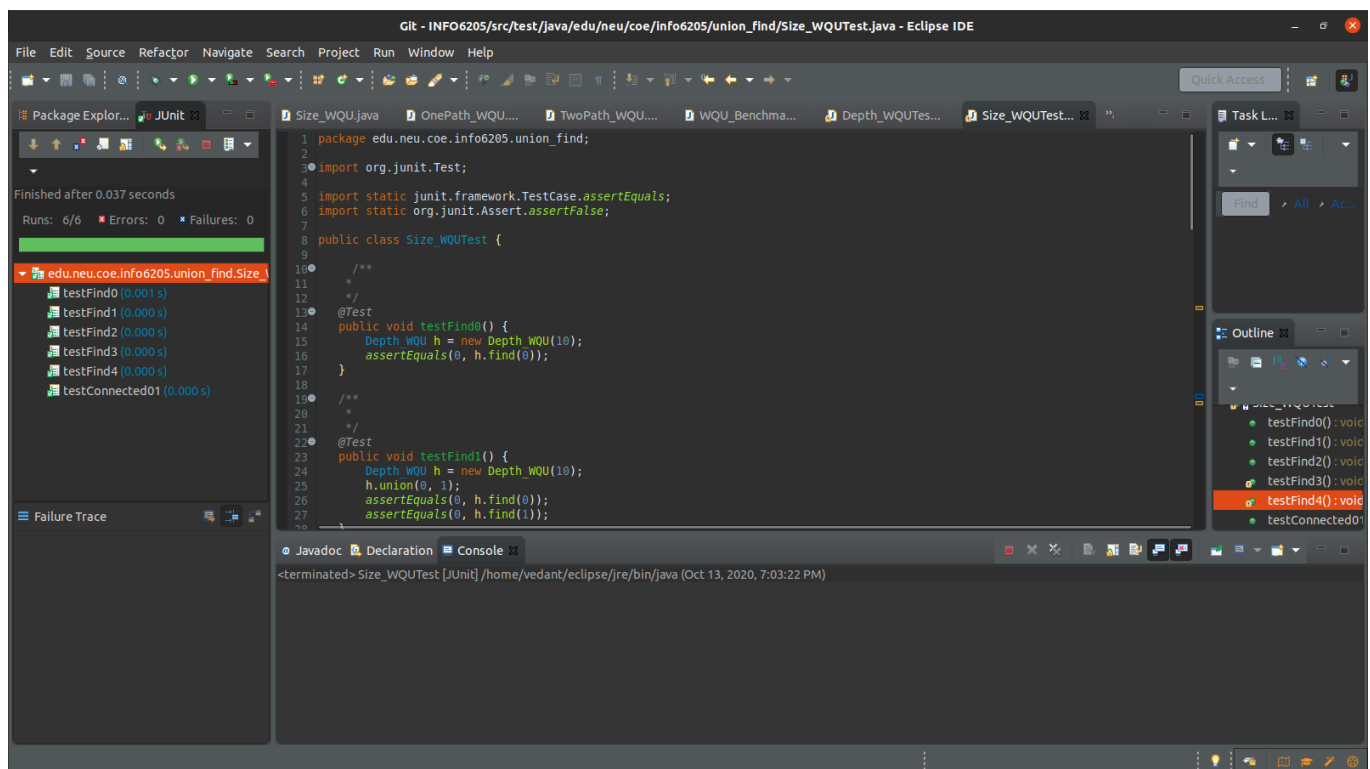 Git - INFO6205/src/test/java/edu/neu/coe/info6205/union_find/Size_WQUTest.java - Eclipse IDE
File Edit Source Refactor Navigate Search Project Run Window Help
Quick Access
Package Explor... JUnit
Size_WQU.java OnePath_WQU.... TwoPath_WQU.... WQU_Benchma... Depth_WQUTes... Size_WQUTest...
Task L...
Finished after 0.037 seconds
Runs: 6/6 Errors: 0 Failures: 0
edu.neu.coe.info6205.union_find.Size_
testFind0 (0.001 s)
testFind1 (0.000 s)
testFind2 (0.000 s)
testFind3 (0.000 s)
testFind4 (0.000 s)
testConnected01 (0.000 s)
Failure Trace
1 package edu.neu.coe.info6205.union_find;
2
3 import org.junit.Test;
4
5 import static junit.framework.TestCase.assertEquals;
6 import static org.junit.Assert.assertFalse;
7
8 public class Size_WQUTest {
9
10 /**
11 *
12 */
13 @Test
14 public void testFind0() {
15 Depth_WQU h = new Depth_WQU(10);
16 assertEquals(0, h.find(0));
17 }
18
19 /**
20 *
21 */
22 @Test
23 public void testFind1() {
24 Depth_WQU h = new Depth_WQU(10);
25 h.union(0, 1);
26 assertEquals(0, h.find(0));
27 assertEquals(0, h.find(1));
28 }
Find All Ac...
Outline
Size_WQUTest
testFind0() : void
testFind1() : void
testFind2() : void
testFind3() : void
testFind4() : void
testConnected01
Javadoc Declaration Console
<terminated> Size_WQUTest [JUnit] /home/vedant/eclipse/jre/bin/java (Oct 13, 2020, 7:03:22 PM)